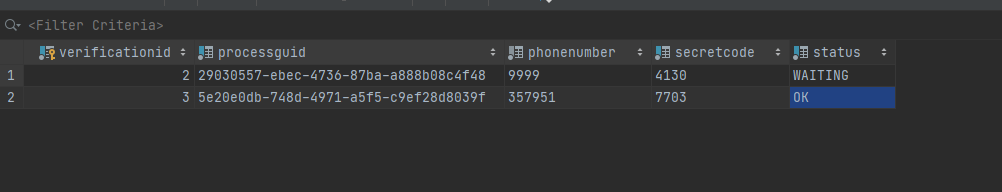 <Filter Criteria>
verificationid processguid phonenumber secretcode status
1 2 29030557-ebec-4736-87ba-a888b08c4f48 9999 4130 WAITING
2 3 5e20e0db-748d-4971-a5f5-c9ef28d8039f 357951 7703 OK